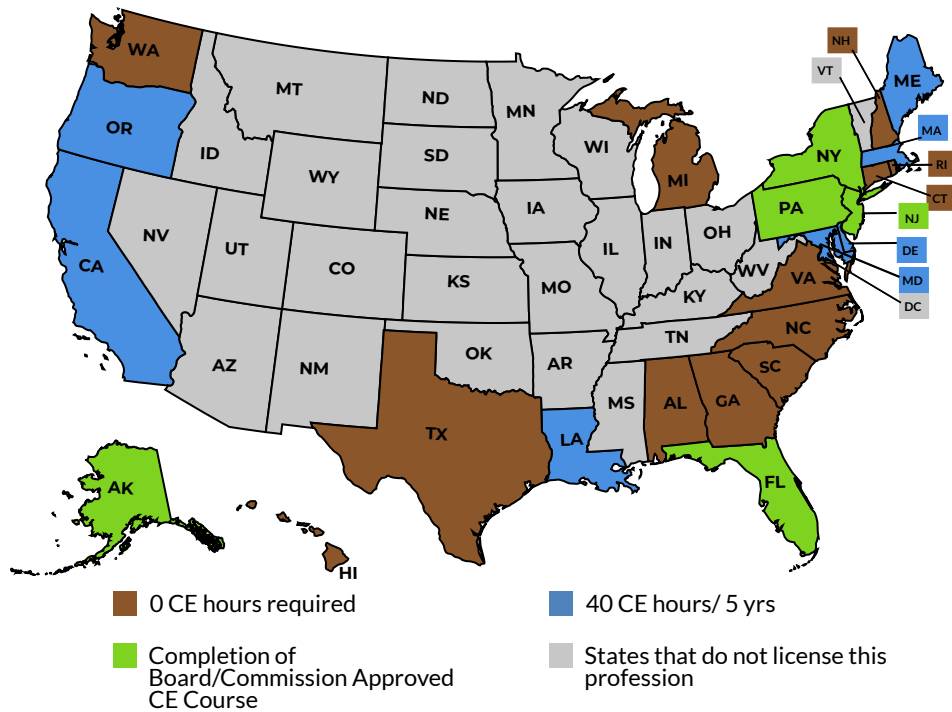 WA
NH
VT
ME
MT
ND
MN
OR
MA
ID
SD
WI
NY
RI
WY
MI
CT
IA
PA
NE
NJ
NV
OH
UT
IL
IN
DE
CA
CO
WV
VA
MD
KS
MO
KY
DC
NC
TN
OK
SC
AZ
NM
AR
MS
AL
GA
TX
LA
AK
FL
HI
0 CE hours required
40 CE hours/ 5 yrs
Completion of
Board/Commission Approved
CE Course
States that do not license this
profession